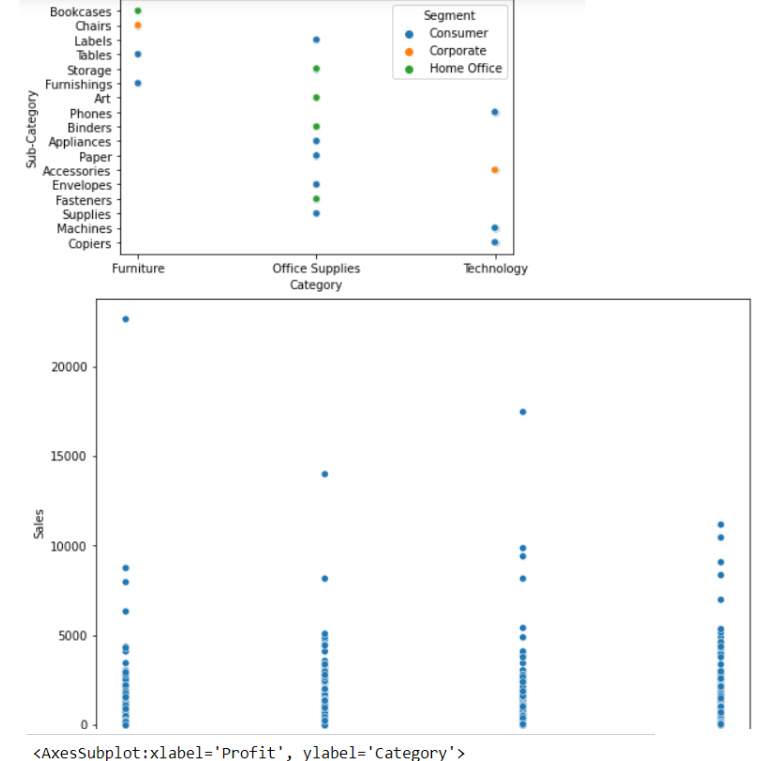 Bookcases
Chairs
Labels
Tables
Storage
Furnishings
Art
Phones
Binders
Appliances
Paper
Accessories
Envelopes
Fasteners
Supplies
Machines
Copiers
Sub-Category
Segment
Consumer
Corporate
Home Office
Furniture Office Supplies Technology
Category
20000
15000
10000
5000
0
Sales
<AxesSubplot:xlabel='Profit', ylabel='Category'>